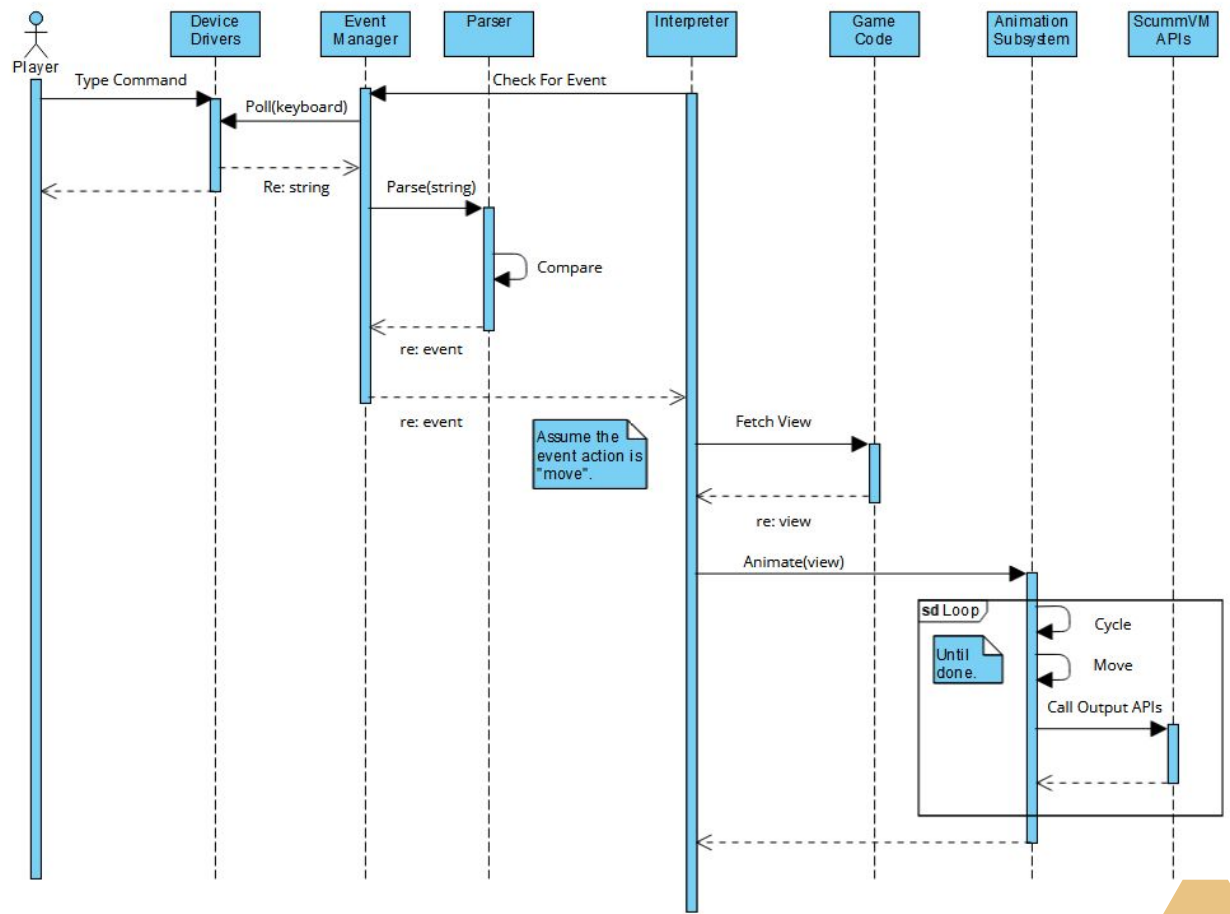 Device
Drivers
Event
Manager
Parser
Interpreter
Game
Code
Animation
Subsystem
ScummVM
APIs
Player
Type Command
Check For Event
Poll(keyboard)
Re: string
Parse(string)
Compare
re: event
re: event
Assume the
event action is
"move".
Fetch View
re: view
Animate(view)
sd Loop
Cycle
Until
done.
Move
Call Output APIs